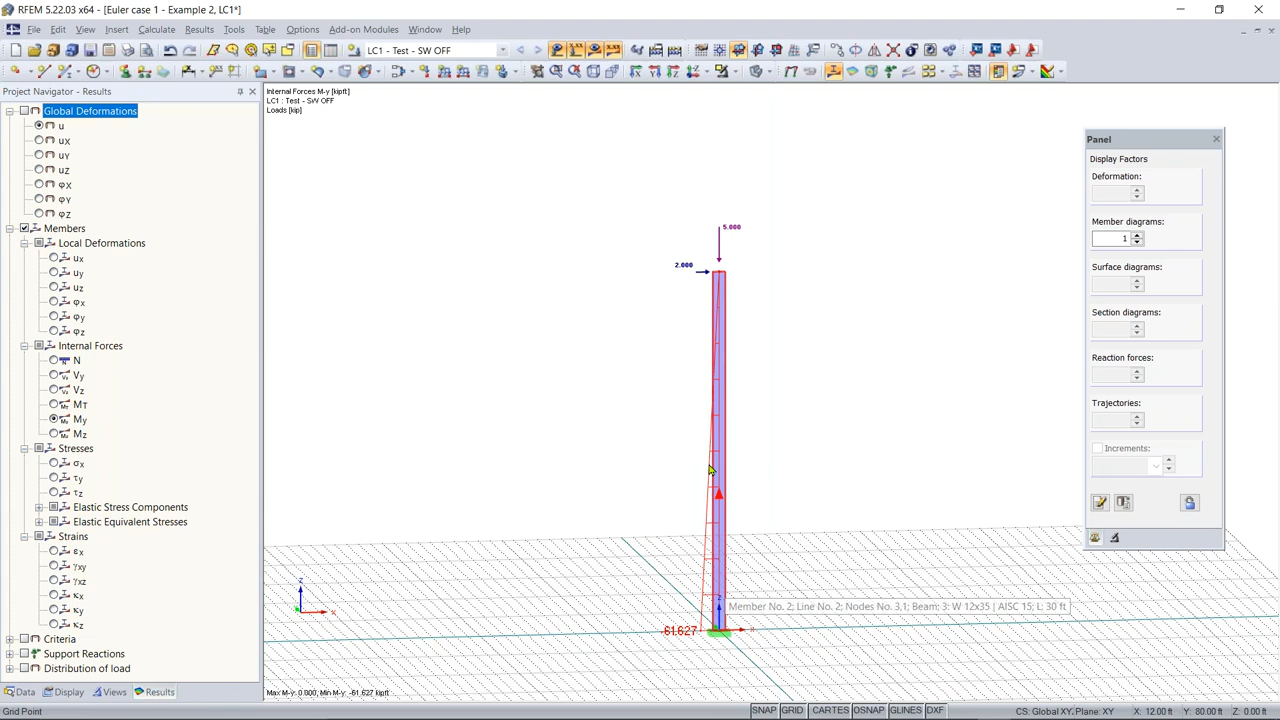 RFEM 5.22.03 x64 - [Euler case 1 - Example 2, LC1*]
File Edit View Insert Calculate Results Tools Table Options Add-on Modules Window Help
LC1 - Test - SW OFF
Project Navigator - Results
Global Deformations
u
uX
uY
uZ
φX
φY
φZ
Members
Local Deformations
ux
uy
uz
φx
φy
φz
Internal Forces
N
Vy
Vz
MT
My
Mz
Stresses
σx
τy
τz
Elastic Stress Components
Elastic Equivalent Stresses
Strains
εx
γxy
γxz
κx
κy
κz
Criteria
Support Reactions
Distribution of load
Data Display Views Results
Internal Forces M-y [kipft]
LC1 : Test - SW OFF
Loads [kip]
5.000
2.000
Member No. 2; Line No. 2; Nodes No. 3,1; Beam: 3: W 12x35 | AISC 15; L: 30 ft
-61.627
Z
X
Z
X
Max M-y: 0.000, Min M-y: -61.627 kipft
Panel
Display Factors
Deformation:
Member diagrams:
1
Surface diagrams:
Section diagrams:
Reaction forces:
Trajectories:
Increments:
Grid Point
SNAP GRID CARTES OSNAP GLINES DXF
CS: Global XY, Plane: XY X: 12.00 ft Y: 80.00 ft Z: 0.00 ft